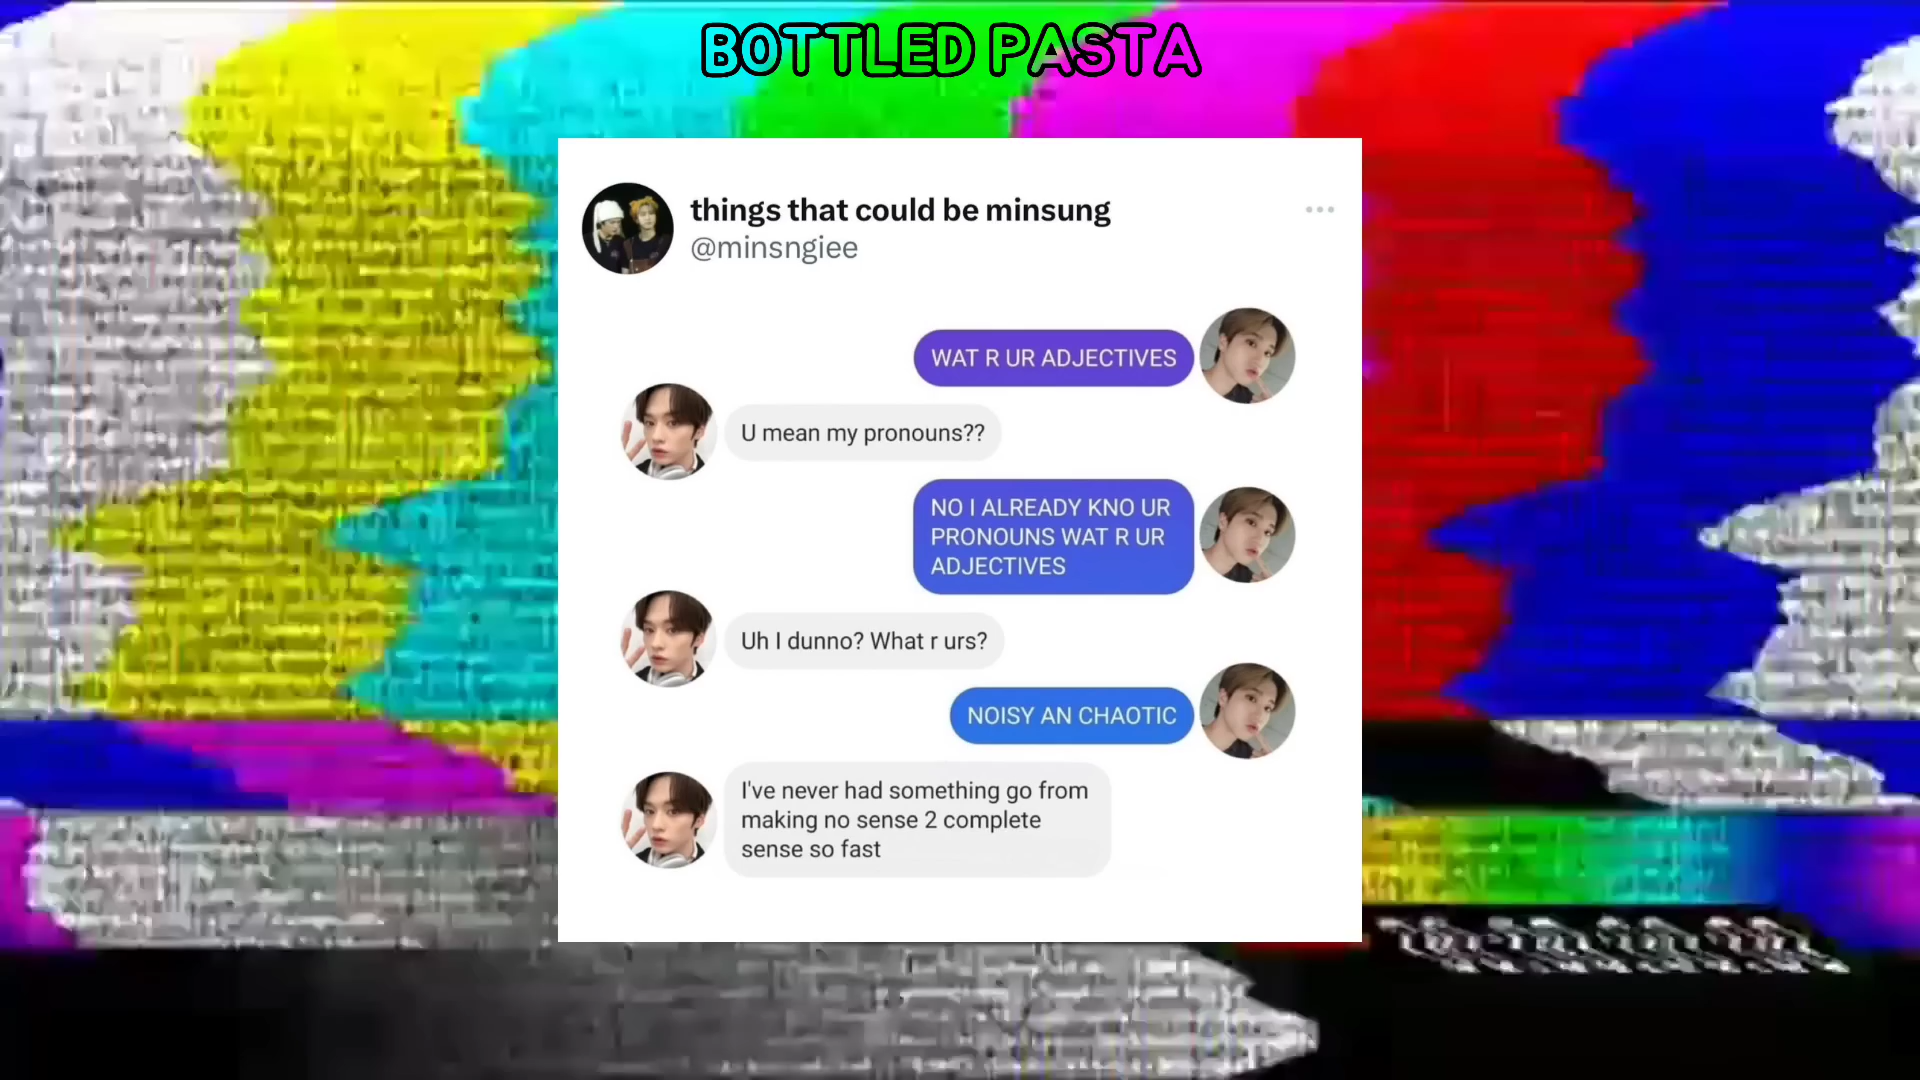 BOTTLED PASTA
things that could be minsung
@minsngiee
WAT R UR ADJECTIVES
U mean my pronouns??
NO I ALREADY KNO UR
PRONOUNS WAT R UR
ADJECTIVES
Uh I dunno? What r urs?
NOISY AN CHAOTIC
I've never had something go from
making no sense 2 complete
sense so fast